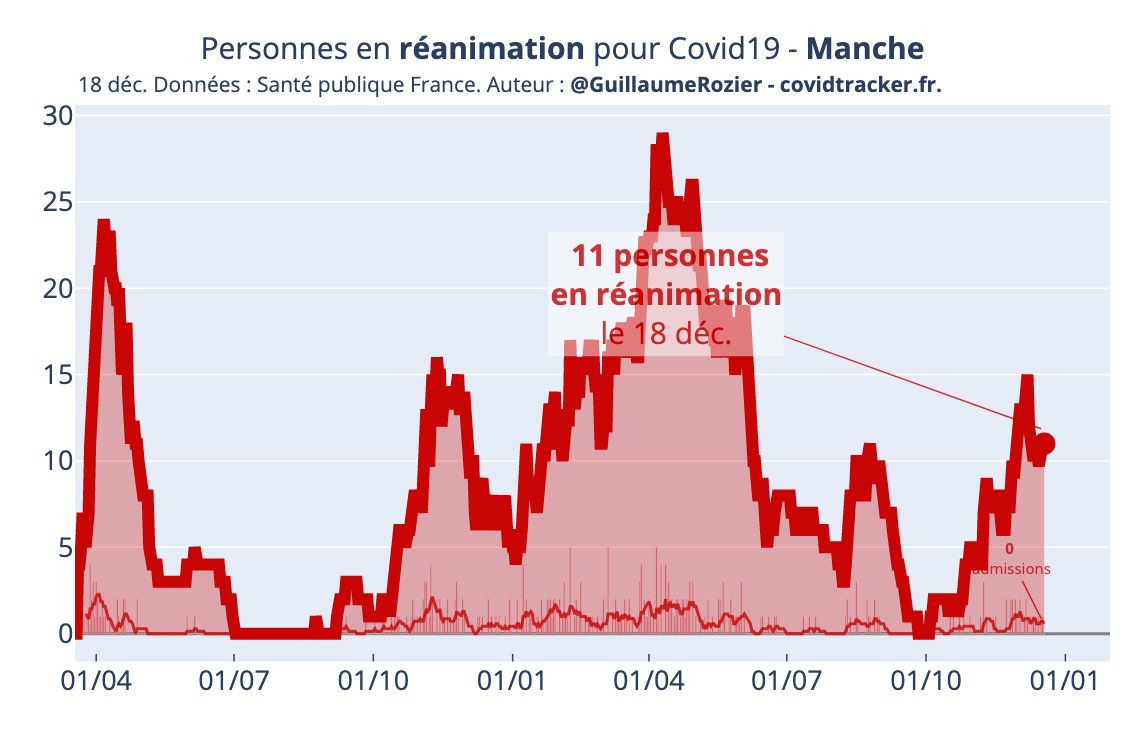 Personnes en réanimation pour Covid19 - Manche
18 déc. Données : Santé publique France. Auteur : @GuillaumeRozier - covidtracker.fr.
30
25
20
15
10
5
0
11 personnes
en réanimation
le 18 déc.
0
admissions
01/04 01/07 01/10 01/01 01/04 01/07 01/10 01/01